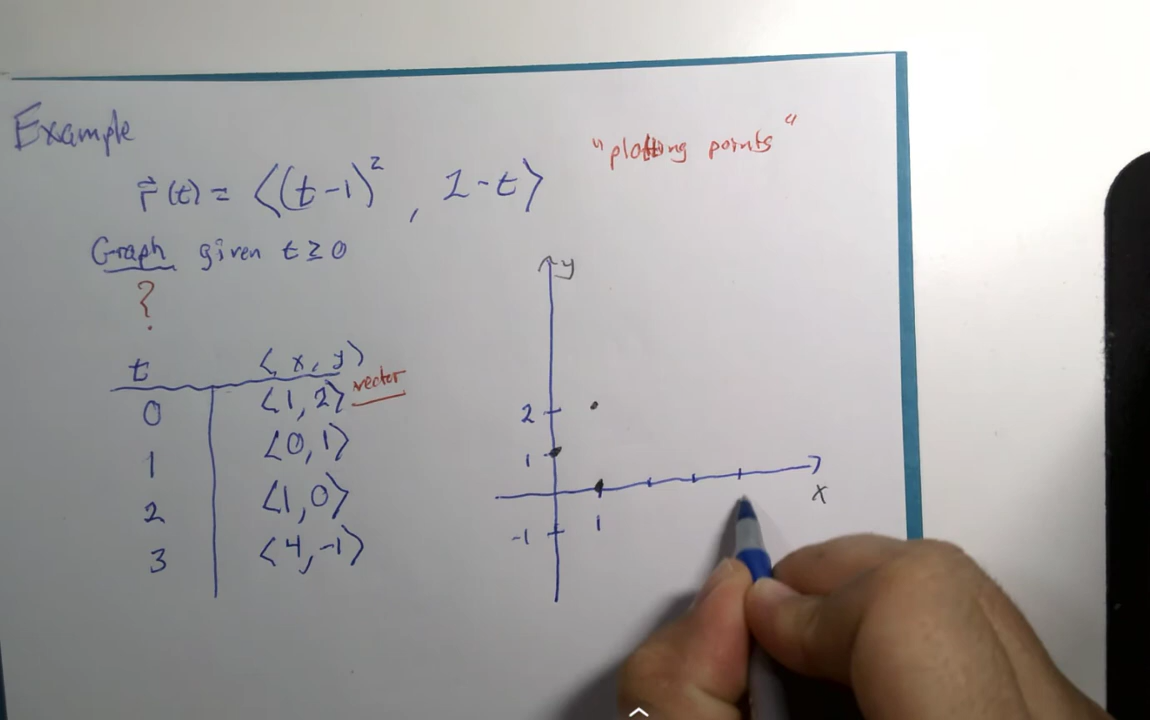 Example
"plotting points"
r⃗(t) = ⟨(t-1)², 2-t⟩
Graph given t ≥ 0
?
t ⟨x, y⟩
0 ⟨1, 2⟩ vector
1 ⟨0, 1⟩
2 ⟨1, 0⟩
3 ⟨4, -1⟩
y
2
1
x
1
-1